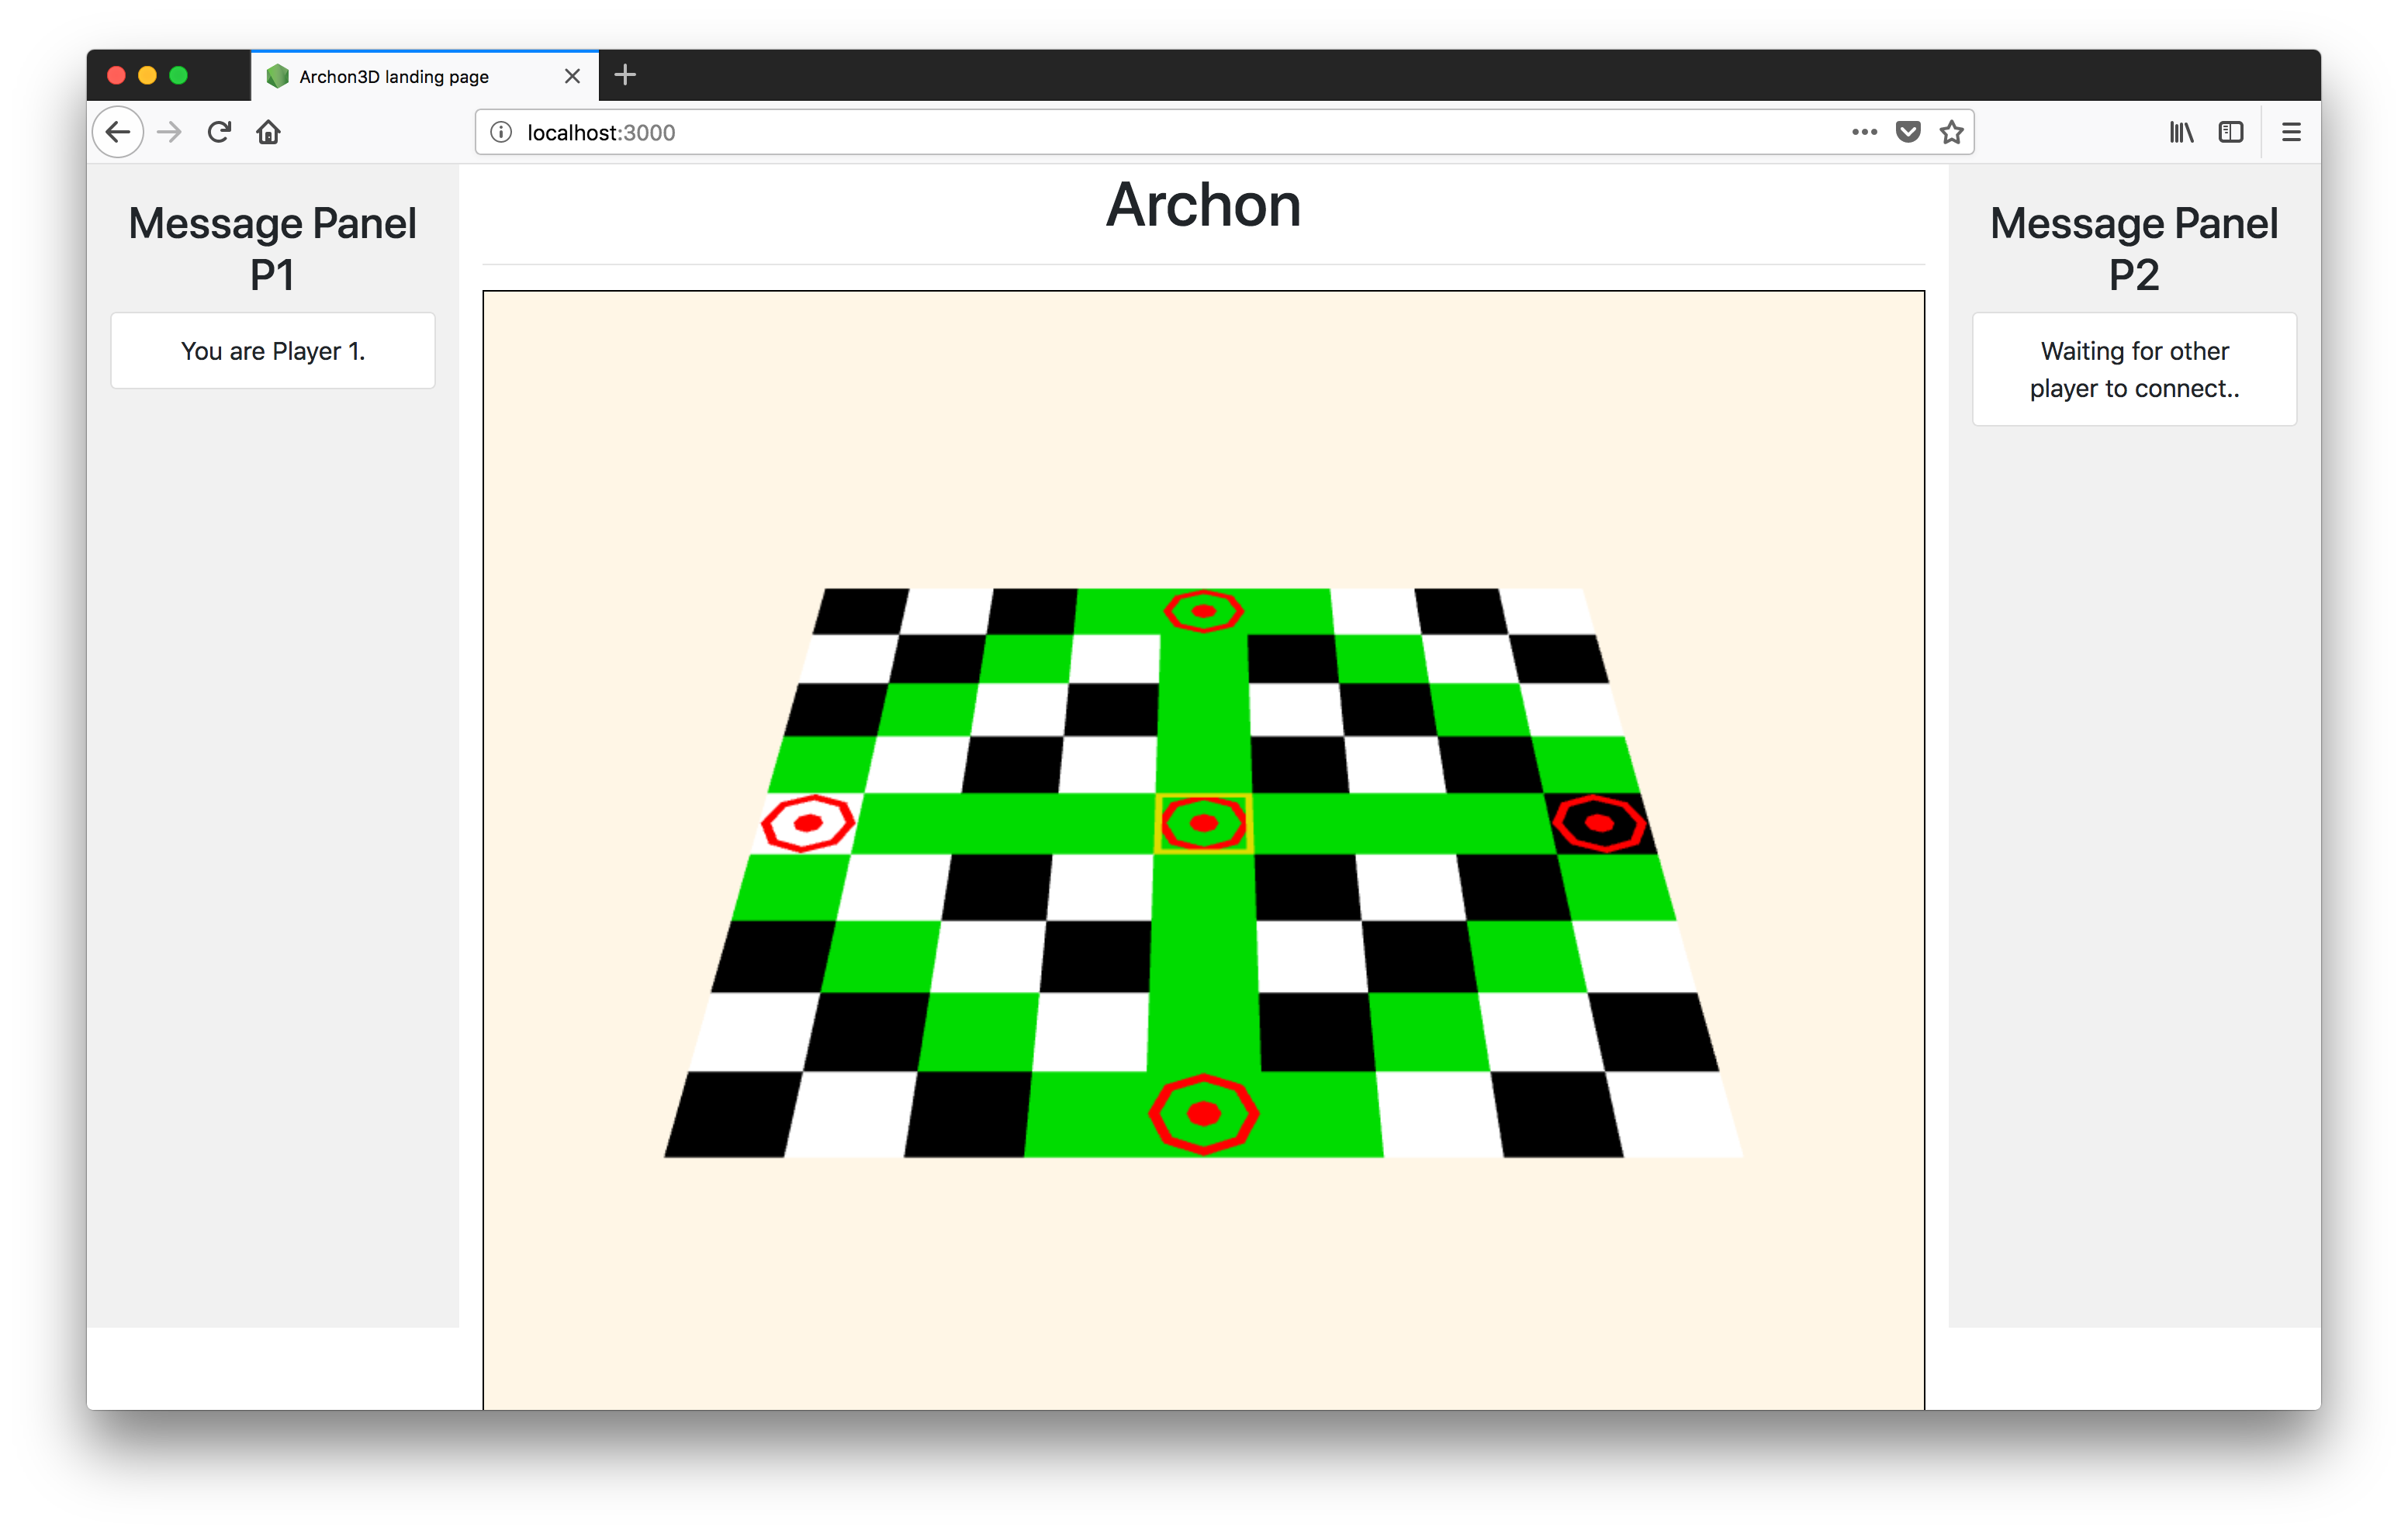 Archon3D landing page
localhost:3000
Message Panel
P1
You are Player 1.
Archon
Message Panel
P2
Waiting for other
player to connect..